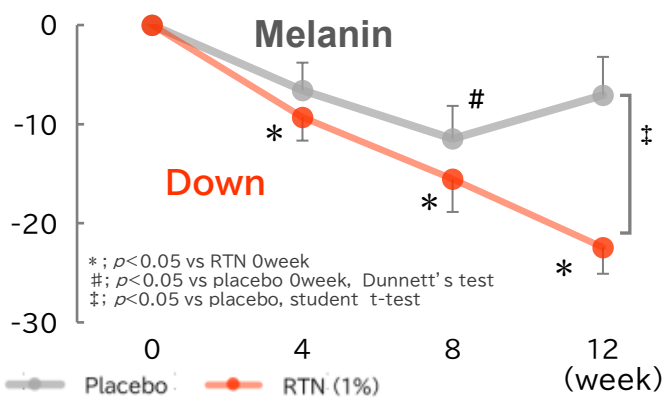 Melanin
0
-10
-20
-30
#
*
*
*
‡
Down
*; p<0.05 vs RTN 0week
#; p<0.05 vs placebo 0week, Dunnett's test
‡; p<0.05 vs placebo, student t-test
0 4 8 12
(week)
Placebo RTN (1%)